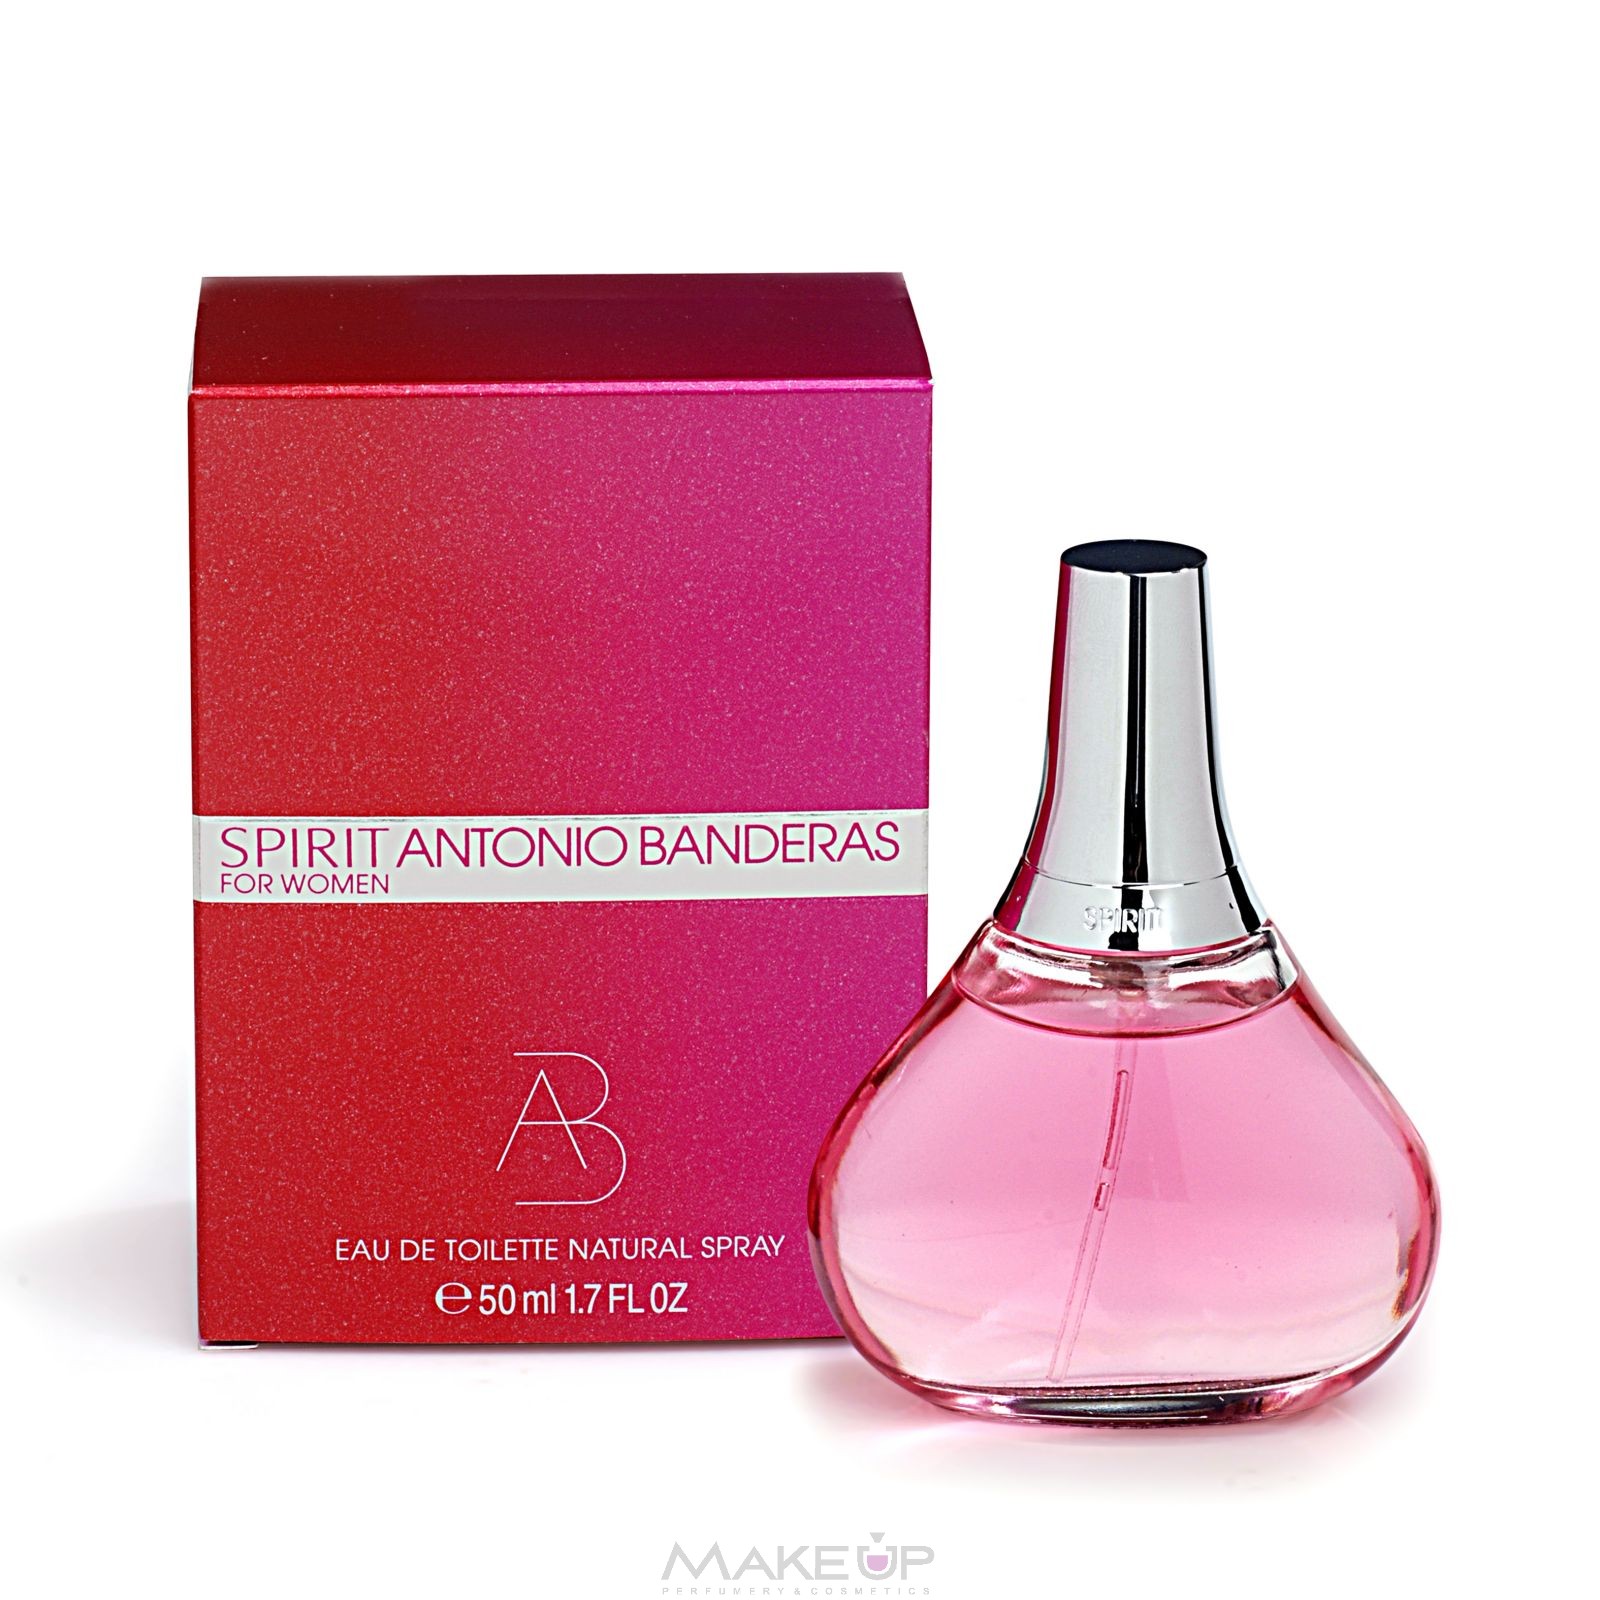 SPIRIT ANTONIO BANDERAS
FOR WOMEN
AB
EAU DE TOILETTE NATURAL SPRAY
℮ 50 ml 1.7 FL OZ
SPIRIT
MAKEUP
PERFUMERY & COSMETICS